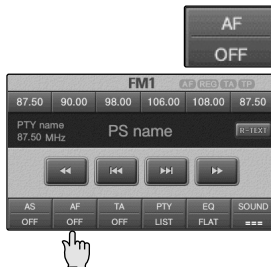 AF
OFF
FM1 AF REG TA TP
87.50 90.00 98.00 106.00 108.00 87.50
PTY name
87.50 MHz
PS name
R-TEXT
AS AF TA PTY EQ SOUND
OFF OFF OFF LIST FLAT